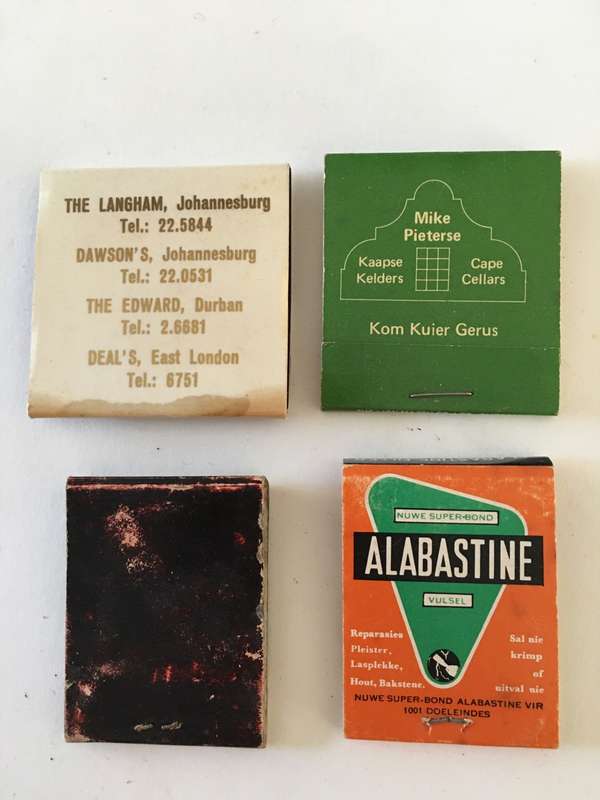 THE LANGHAM, Johannesburg
Tel.: 22.5844
DAWSON'S, Johannesburg
Tel.: 22.0531
THE EDWARD, Durban
Tel.: 2.6681
DEAL'S, East London
Tel.: 6751
Mike
Pieterse
Kaapse
Kelders
Cape
Cellars
Kom Kuier Gerus
NUWE SUPER-BOND
ALABASTINE
VULSEL
Reparasies
Pleister,
Lasplekke,
Hout, Bakstene.
Sal nie
krimp
of
uitval nie
NUWE SUPER-BOND ALABASTINE VIR
1001 DOELEINDES